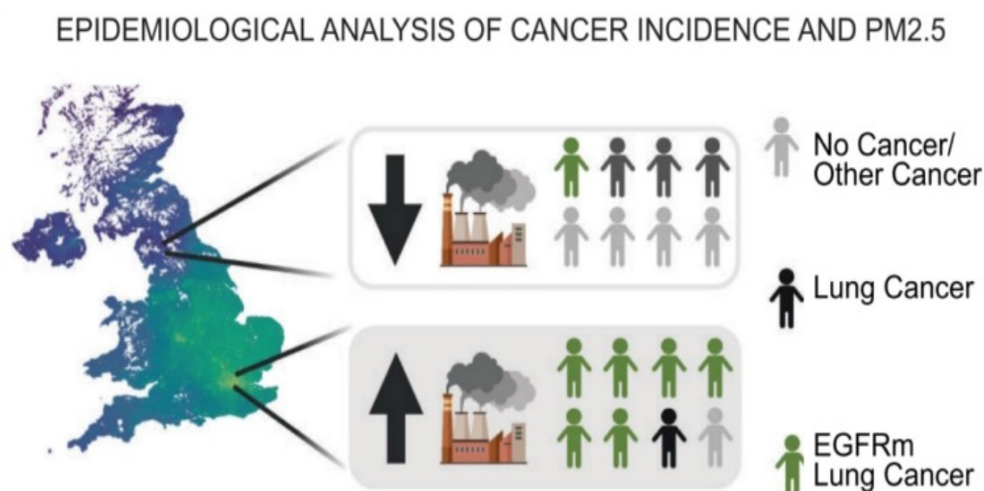 EPIDEMIOLOGICAL ANALYSIS OF CANCER INCIDENCE AND PM2.5
No Cancer/
Other Cancer
Lung Cancer
EGFRm
Lung Cancer